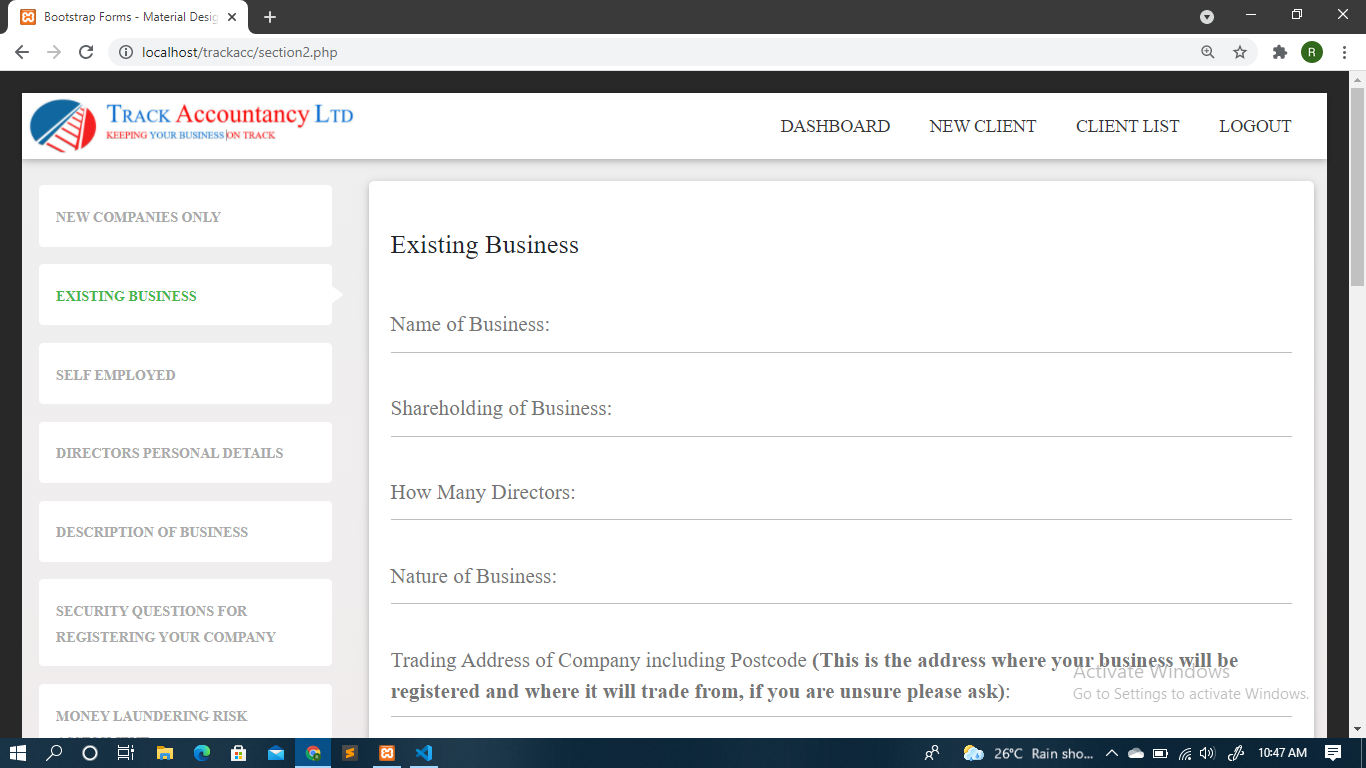 Bootstrap Forms - Material Desig
localhost/trackacc/section2.php
R
TRACK ACCOUNTANCY LTD
KEEPING YOUR BUSINESS ON TRACK
DASHBOARD NEW CLIENT CLIENT LIST LOGOUT
NEW COMPANIES ONLY
EXISTING BUSINESS
SELF EMPLOYED
DIRECTORS PERSONAL DETAILS
DESCRIPTION OF BUSINESS
SECURITY QUESTIONS FOR
REGISTERING YOUR COMPANY
MONEY LAUNDERING RISK
Existing Business
Name of Business:
Shareholding of Business:
How Many Directors:
Nature of Business:
Trading Address of Company including Postcode (This is the address where your business will be
registered and where it will trade from, if you are unsure please ask):
Activate Windows
Go to Settings to activate Windows.
26°C Rain sho...
10:47 AM